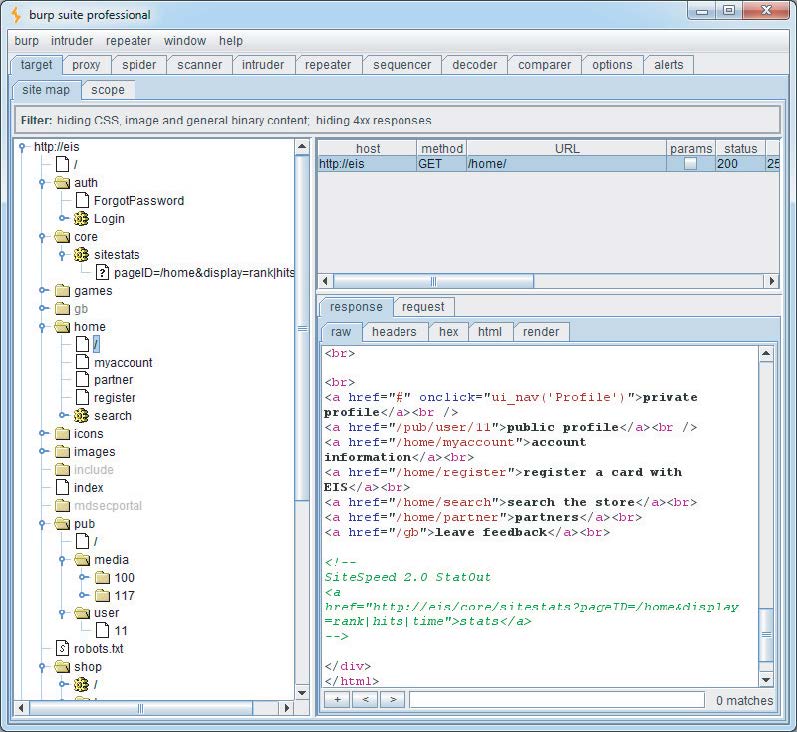 burp suite professional
burp intruder repeater window help
target proxy spider scanner intruder repeater sequencer decoder comparer options alerts
site map scope
Filter: hiding CSS, image and general binary content; hiding 4xx responses
http://eis
/
auth
ForgotPassword
Login
core
sitestats
pageID=/home&display=rank|hits
games
gb
home
/
myaccount
partner
register
search
icons
images
include
index
mdsecportal
pub
/
media
100
117
user
11
robots.txt
shop
/
host method URL params status
http://eis GET /home/ 200 25
response request
raw headers hex html render
<br>
<br>
<a href="#" onclick="ui_nav('Profile')">private
profile</a><br />
<a href="/pub/user/11">public profile</a><br />
<a href="/home/myaccount">account
information</a><br>
<a href="/home/register">register a card with
EIS</a><br>
<a href="/home/search">search the store</a><br>
<a href="/home/partner">partners</a><br>
<a href="/gb">leave feedback</a><br>
<!--
SiteSpeed 2.0 StatOut
<a
href="http://eis/core/sitestats?pageID=/home&display
=rank|hits|time">stats</a>
-->
</div>
</html>
+ < > 0 matches